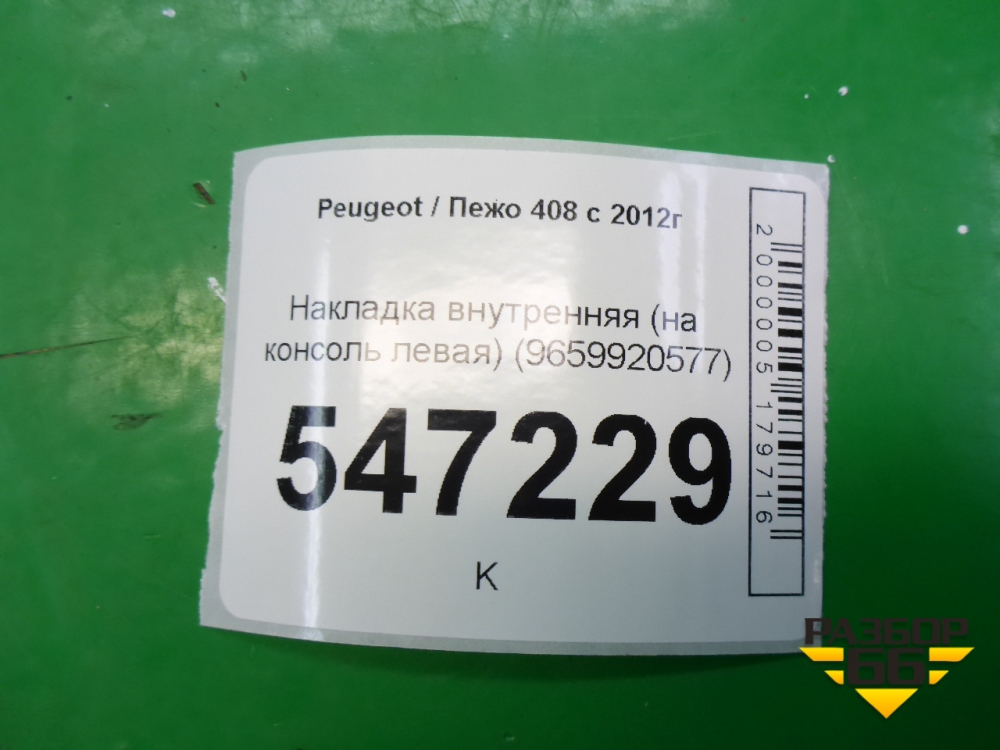 Peugeot / Пежо 408 с 2012г
Накладка внутренняя (на
консоль левая) (9659920577)
547229
К
2000005179716
РАЗБОР
66